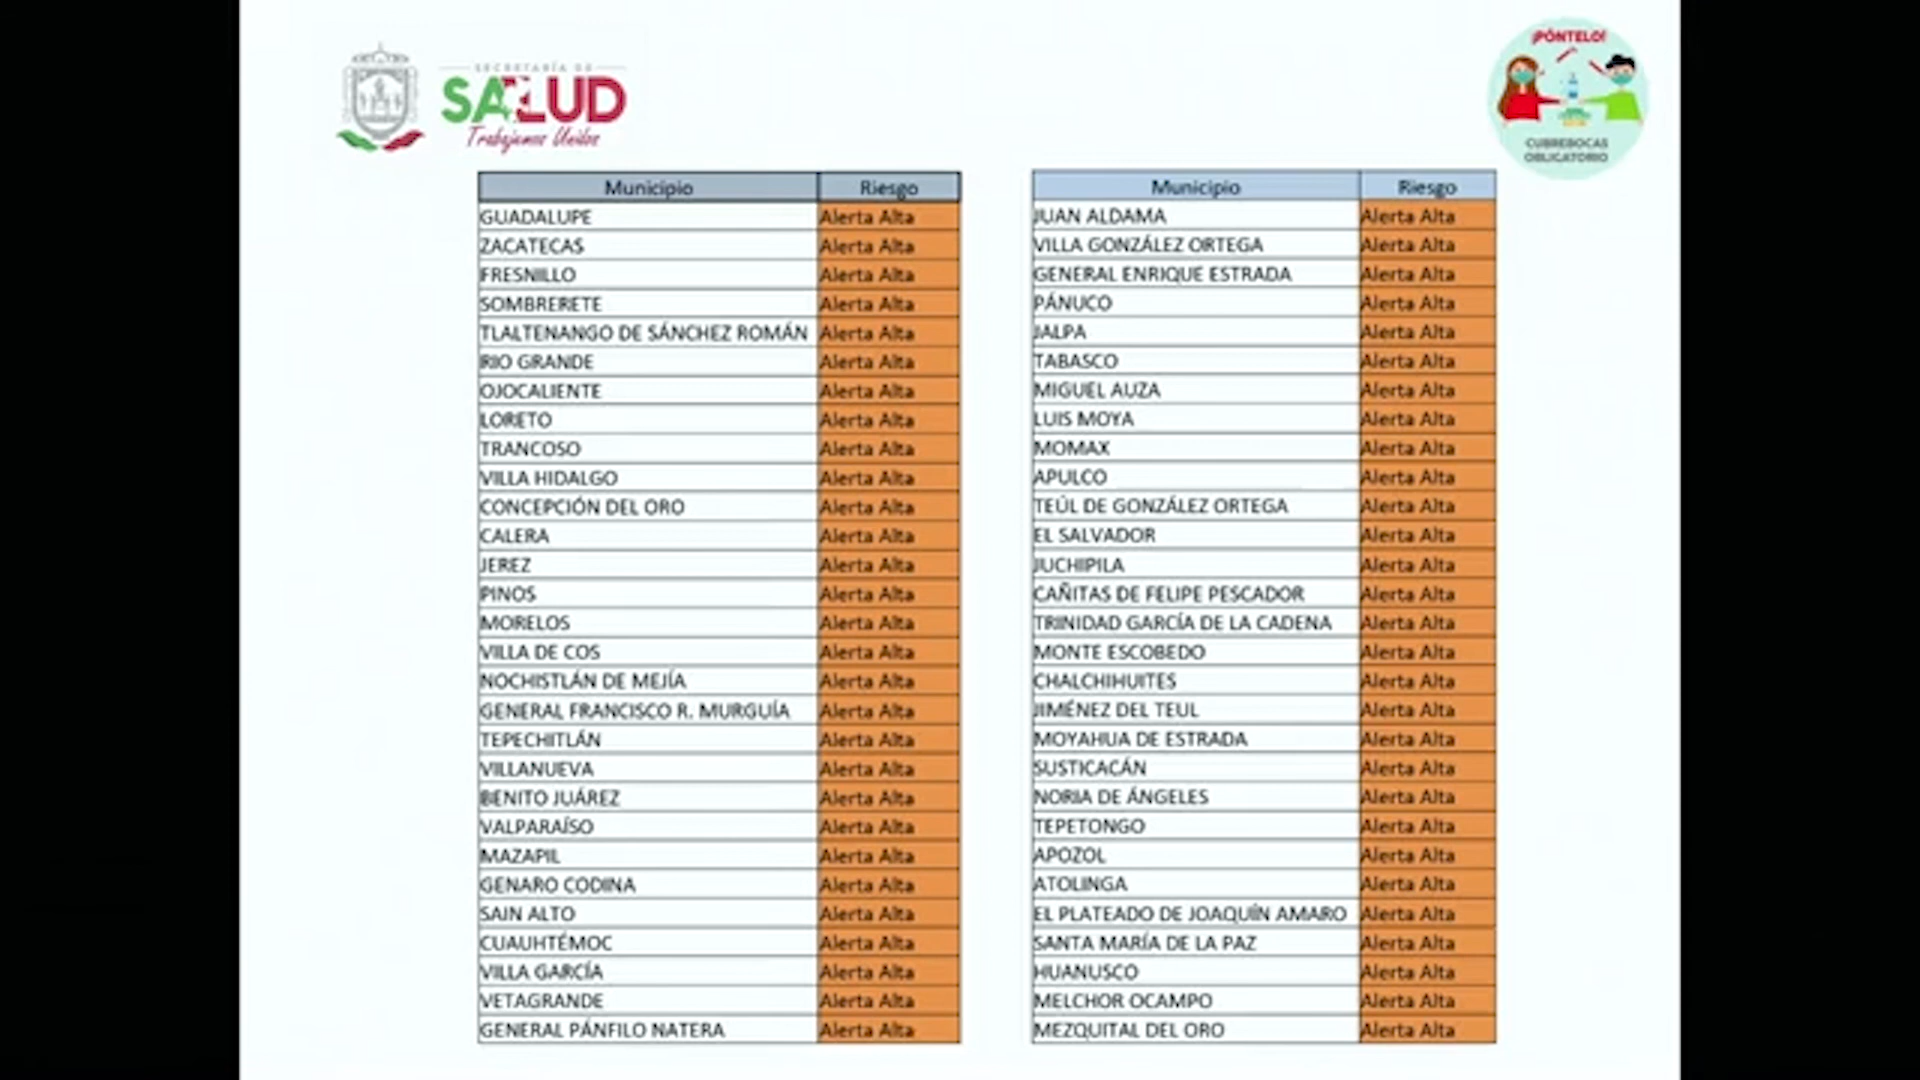 SECRETARÍA DE
SALUD
Trabajamos Unidos
¡PÓNTELO!
CUBREBOCAS
OBLIGATORIO
Municipio Riesgo
GUADALUPE Alerta Alta
ZACATECAS Alerta Alta
FRESNILLO Alerta Alta
SOMBRERETE Alerta Alta
TLALTENANGO DE SÁNCHEZ ROMÁN Alerta Alta
RIO GRANDE Alerta Alta
OJOCALIENTE Alerta Alta
LORETO Alerta Alta
TRANCOSO Alerta Alta
VILLA HIDALGO Alerta Alta
CONCEPCIÓN DEL ORO Alerta Alta
CALERA Alerta Alta
JEREZ Alerta Alta
PINOS Alerta Alta
MORELOS Alerta Alta
VILLA DE COS Alerta Alta
NOCHISTLÁN DE MEJÍA Alerta Alta
GENERAL FRANCISCO R. MURGUÍA Alerta Alta
TEPECHITLÁN Alerta Alta
VILLANUEVA Alerta Alta
BENITO JUÁREZ Alerta Alta
VALPARAÍSO Alerta Alta
MAZAPIL Alerta Alta
GENARO CODINA Alerta Alta
SAIN ALTO Alerta Alta
CUAUHTÉMOC Alerta Alta
VILLA GARCÍA Alerta Alta
VETAGRANDE Alerta Alta
GENERAL PÁNFILO NATERA Alerta Alta
Municipio Riesgo
JUAN ALDAMA Alerta Alta
VILLA GONZÁLEZ ORTEGA Alerta Alta
GENERAL ENRIQUE ESTRADA Alerta Alta
PÁNUCO Alerta Alta
JALPA Alerta Alta
TABASCO Alerta Alta
MIGUEL AUZA Alerta Alta
LUIS MOYA Alerta Alta
MOMAX Alerta Alta
APULCO Alerta Alta
TEÚL DE GONZÁLEZ ORTEGA Alerta Alta
EL SALVADOR Alerta Alta
JUCHIPILA Alerta Alta
CAÑITAS DE FELIPE PESCADOR Alerta Alta
TRINIDAD GARCÍA DE LA CADENA Alerta Alta
MONTE ESCOBEDO Alerta Alta
CHALCHIHUITES Alerta Alta
JIMÉNEZ DEL TEUL Alerta Alta
MOYAHUA DE ESTRADA Alerta Alta
SUSTICACÁN Alerta Alta
NORIA DE ÁNGELES Alerta Alta
TEPETONGO Alerta Alta
APOZOL Alerta Alta
ATOLINGA Alerta Alta
EL PLATEADO DE JOAQUÍN AMARO Alerta Alta
SANTA MARÍA DE LA PAZ Alerta Alta
HUANUSCO Alerta Alta
MELCHOR OCAMPO Alerta Alta
MEZQUITAL DEL ORO Alerta Alta